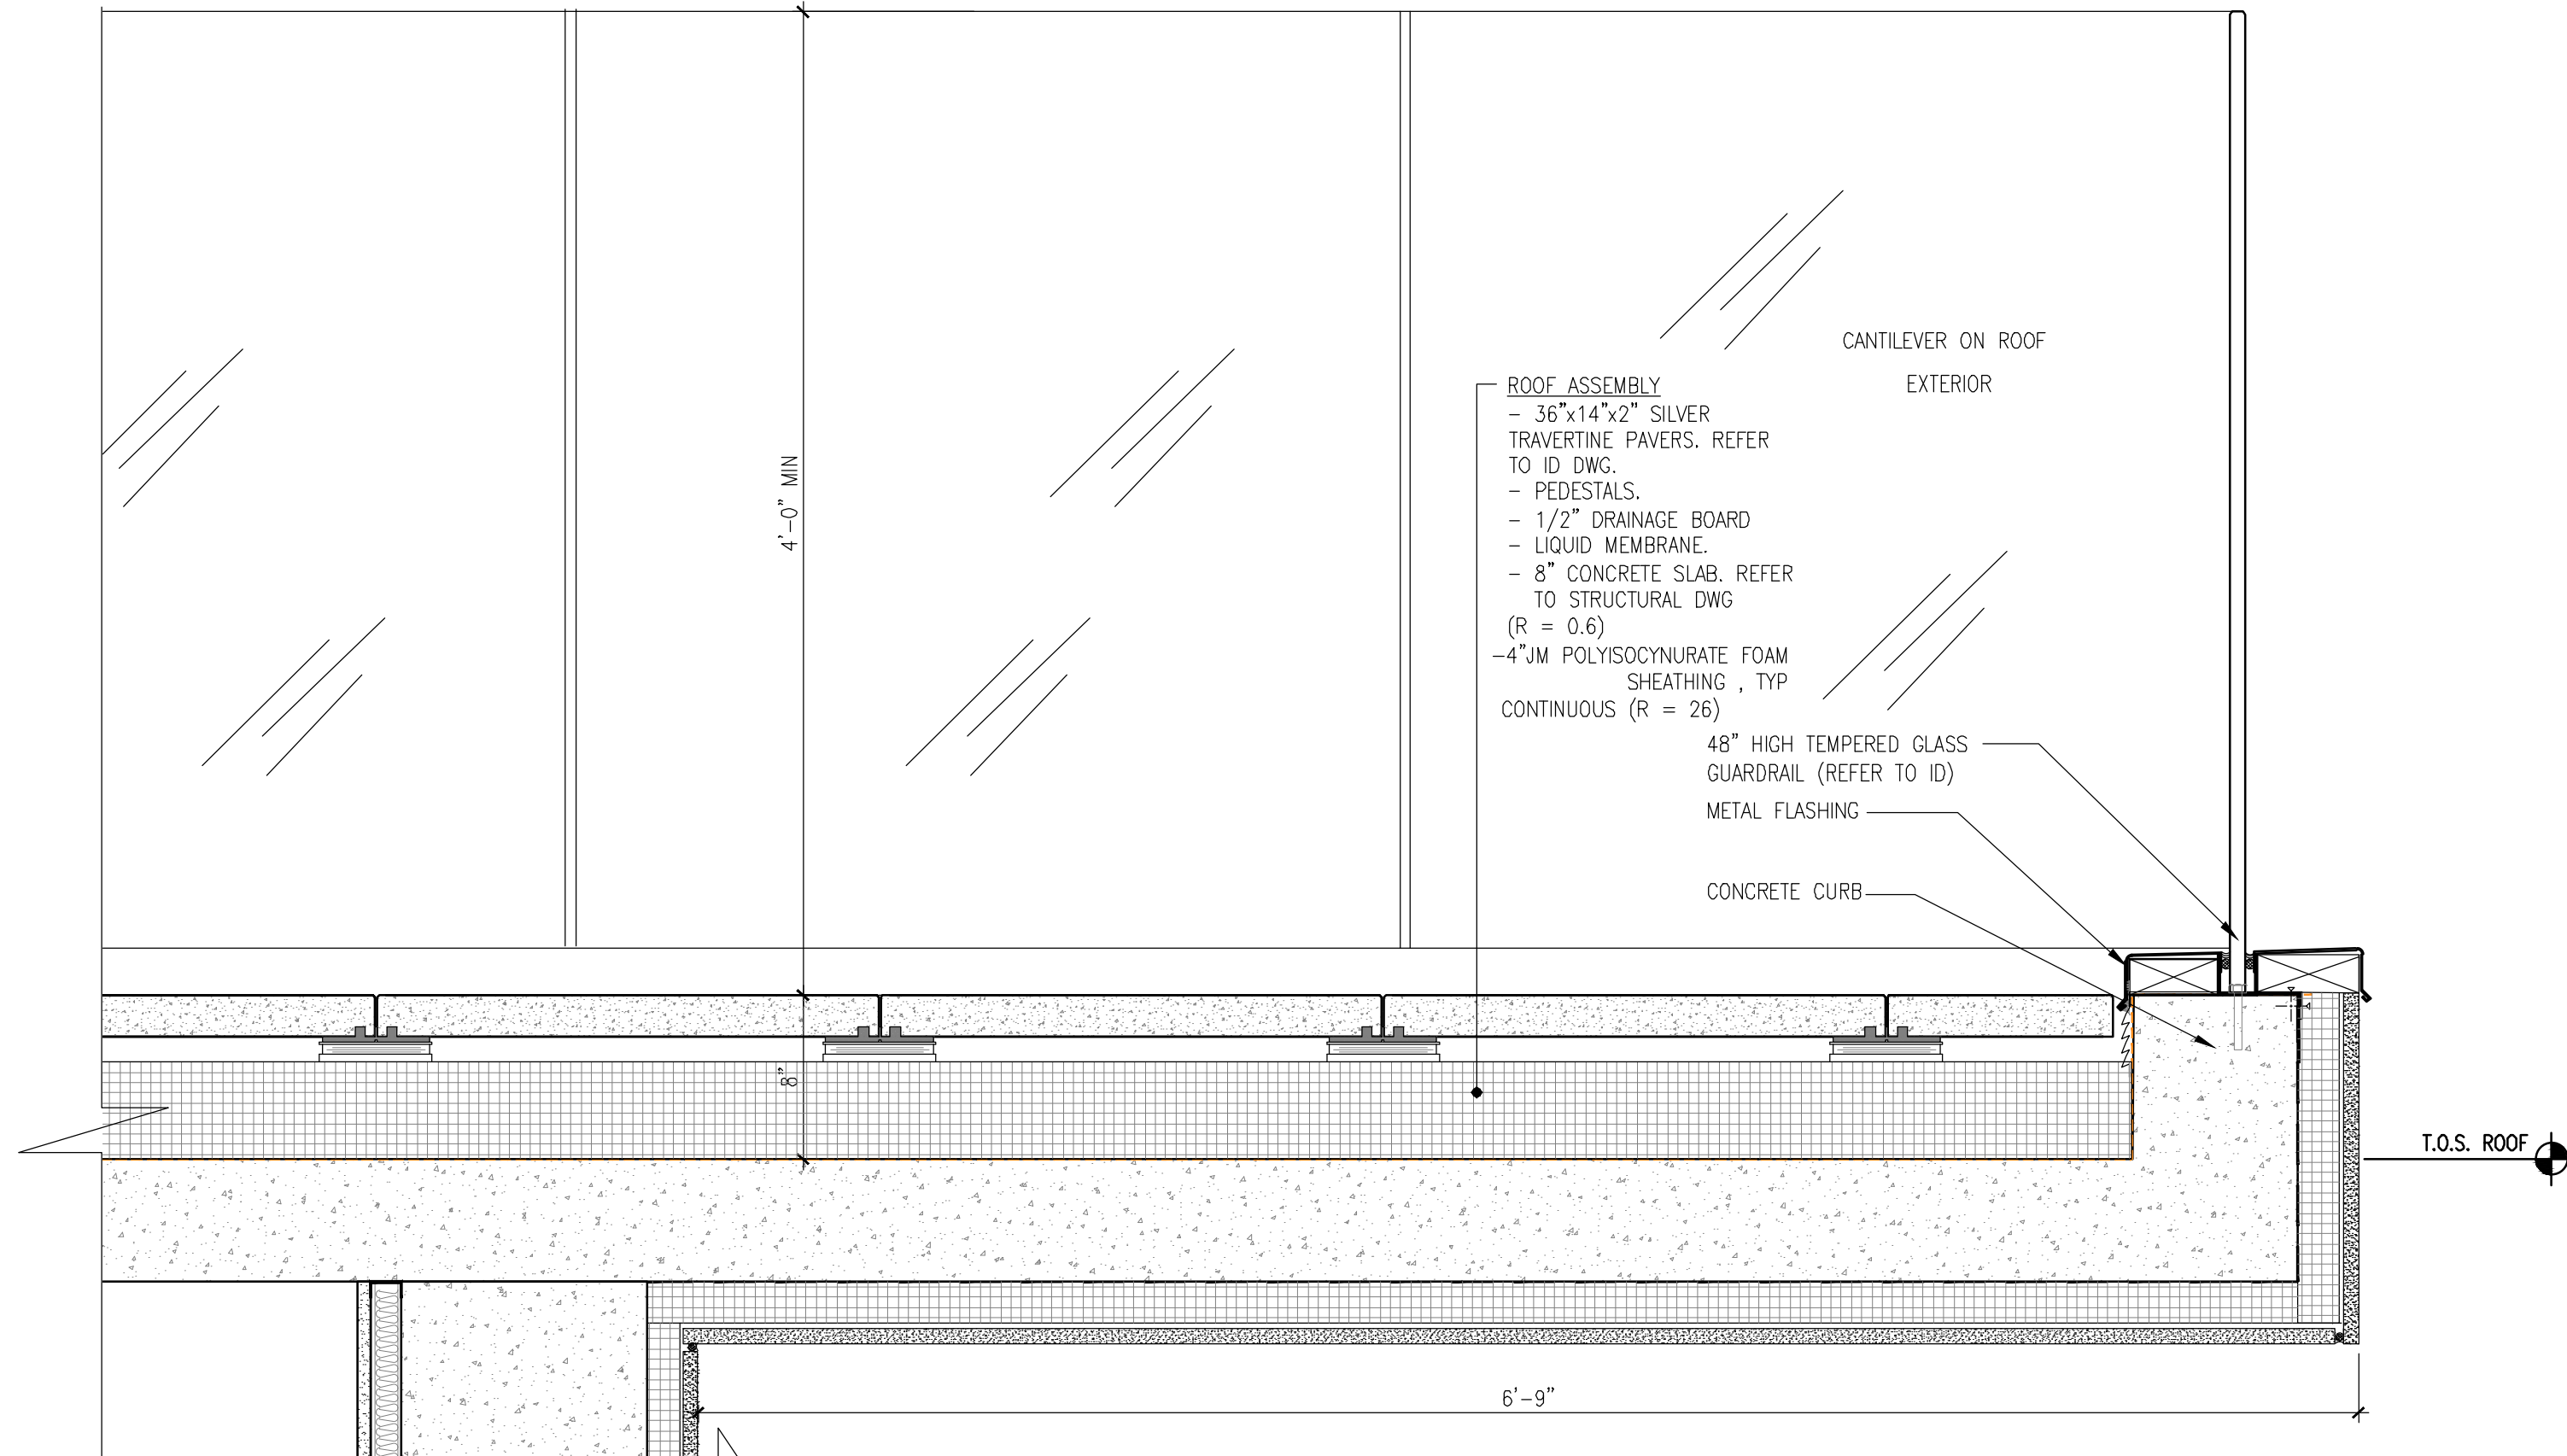 4'-0" MIN
CANTILEVER ON ROOF
EXTERIOR
ROOF ASSEMBLY
- 36"x14"x2" SILVER
TRAVERTINE PAVERS. REFER
TO ID DWG.
- PEDESTALS.
- 1/2" DRAINAGE BOARD
- LIQUID MEMBRANE.
- 8" CONCRETE SLAB. REFER
TO STRUCTURAL DWG
(R = 0.6)
-4"JM POLYISOCYNURATE FOAM
SHEATHING , TYP
CONTINUOUS (R = 26)
48" HIGH TEMPERED GLASS
GUARDRAIL (REFER TO ID)
METAL FLASHING
CONCRETE CURB
8"
T.O.S. ROOF
6'-9"